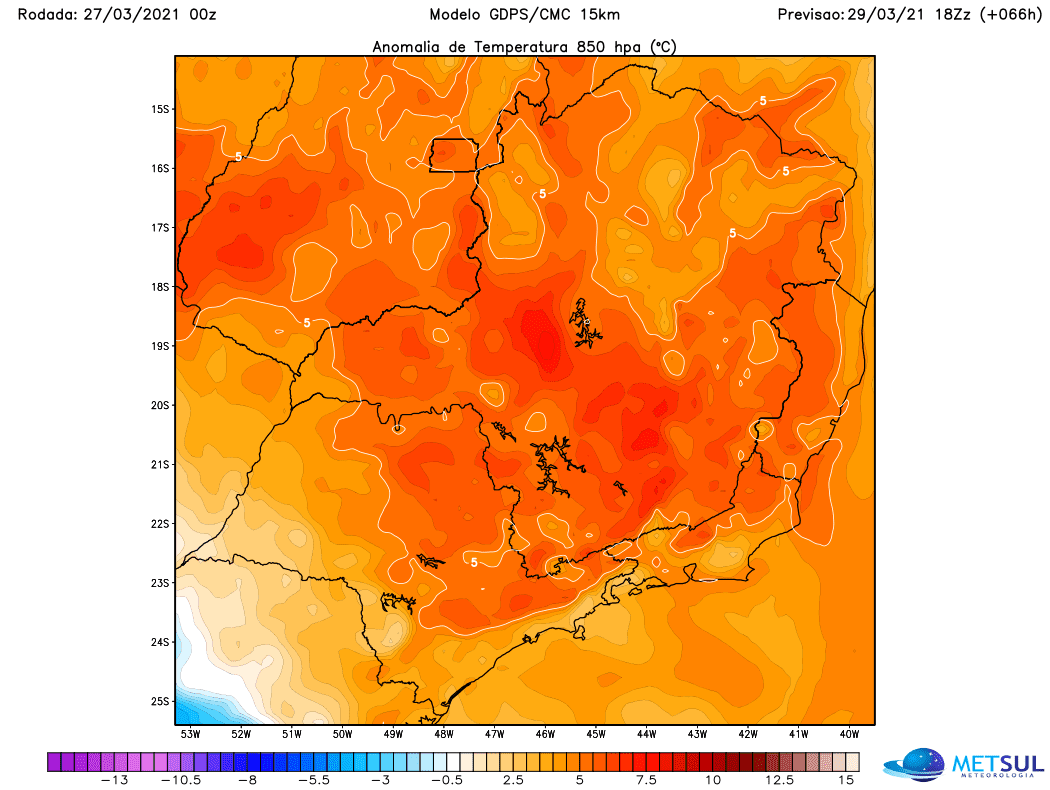 Rodada: 27/03/2021 00z Modelo GDPS/CMC 15km Previsao:29/03/21 18Zz (+066h)
Anomalia de Temperatura 850 hpa (°C)
15S
5
5
16S
5
5
17S
5
18S
5
19S
20S
21S
22S
5
23S
24S
25S
53W 52W 51W 50W 49W 48W 47W 46W 45W 44W 43W 42W 41W 40W
−13 −10.5 −8 −5.5 −3 −0.5 2.5 5 7.5 10 12.5 15
METSUL
METEOROLOGIA